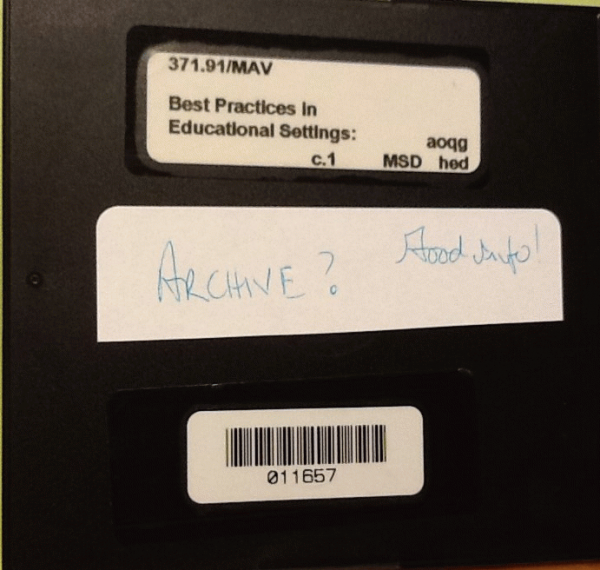 371.91/MAV
Best Practices in
Educational Settings:
aoqg
c.1 MSD hed
ARCHIVE? Good info!
011657